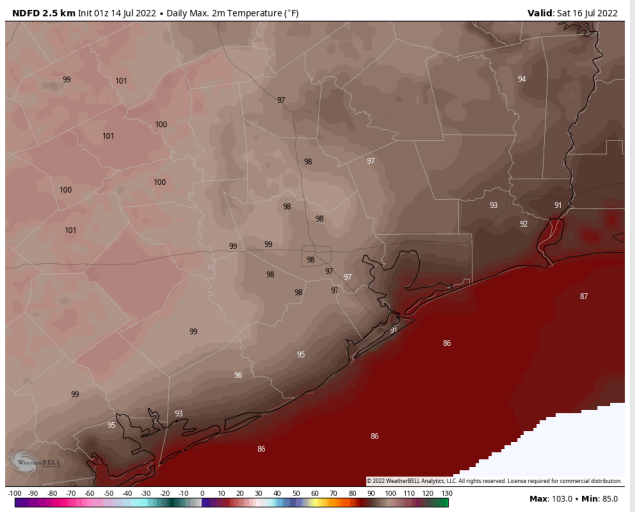 NDFD 2.5 km Init 01z 14 Jul 2022 • Daily Max. 2m Temperature (°F)
Valid: Sat 16 Jul 2022
99 101 94
97
100
101
98 97
100 100
98 93 91
98 92
101
99 99
98
98 97 97
98 97 87
99 91
86
95
96
99
93
95
86
86
WeatherBELL
© 2022 WeatherBELL Analytics, LLC. All rights reserved. License required for commercial distribution.
-100 -90 -80 -70 -60 -50 -40 -30 -20 -10 0 10 20 30 40 50 60 70 80 90 100 110 120 130
Max: 103.0 • Min: 85.0